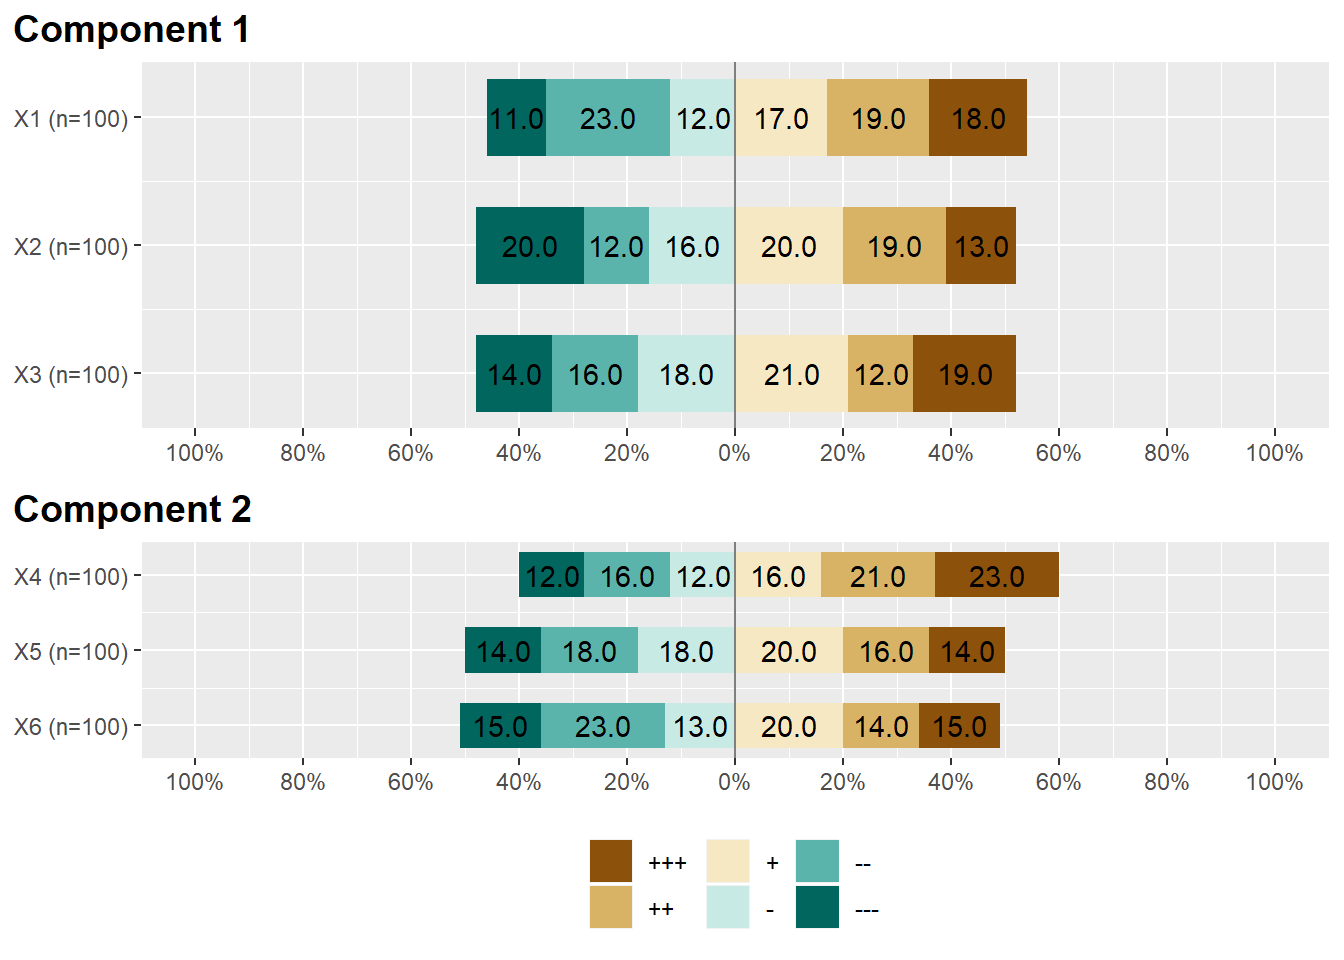 Component 1
X1 (n=100) 11.0 23.0 12.0 17.0 19.0 18.0
X2 (n=100) 20.0 12.0 16.0 20.0 19.0 13.0
X3 (n=100) 14.0 16.0 18.0 21.0 12.0 19.0
100% 80% 60% 40% 20% 0% 20% 40% 60% 80% 100%
Component 2
X4 (n=100) 12.0 16.0 12.0 16.0 21.0 23.0
X5 (n=100) 14.0 18.0 18.0 20.0 16.0 14.0
X6 (n=100) 15.0 23.0 13.0 20.0 14.0 15.0
100% 80% 60% 40% 20% 0% 20% 40% 60% 80% 100%
+++ + --
++ - ---